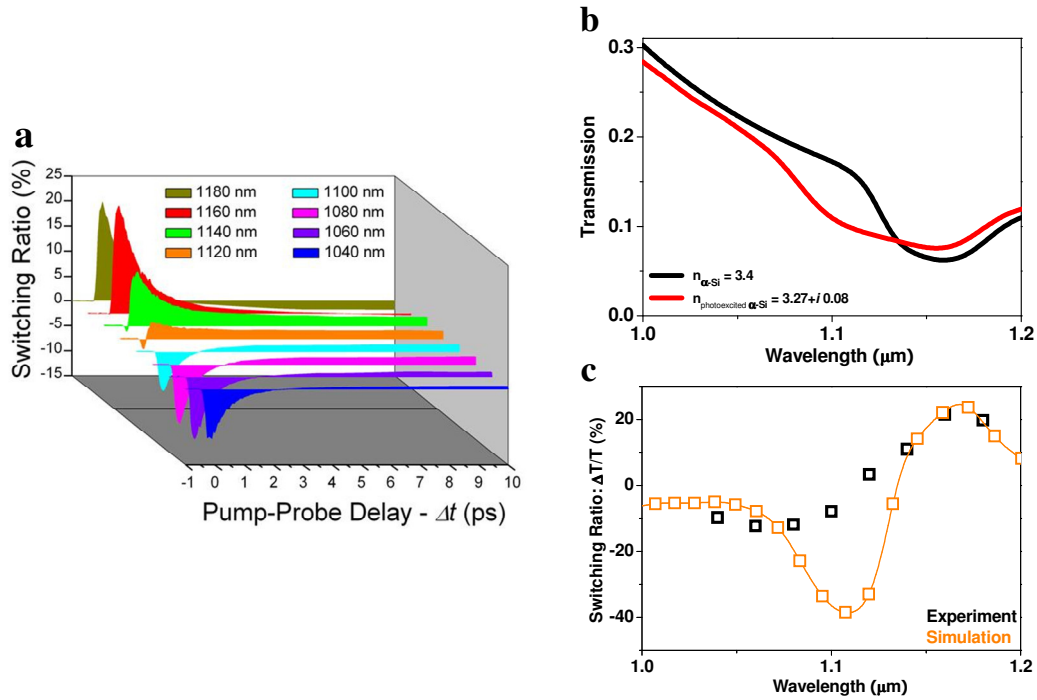 a
Switching Ratio (%)
25
20
15
10
5
0
-5
-10
-15
1180 nm
1160 nm
1140 nm
1120 nm
1100 nm
1080 nm
1060 nm
1040 nm
-1 0 1 2 3 4 5 6 7 8 9 10
Pump-Probe Delay - Δt (ps)
b
Transmission
0.3
0.2
0.1
0.0
n α-Si = 3.4
n photoexcited α-Si = 3.27+i 0.08
1.0 1.1 1.2
Wavelength (μm)
c
Switching Ratio: ΔT/T (%)
20
0
-20
-40
Experiment
Simulation
1.0 1.1 1.2
Wavelength (μm)